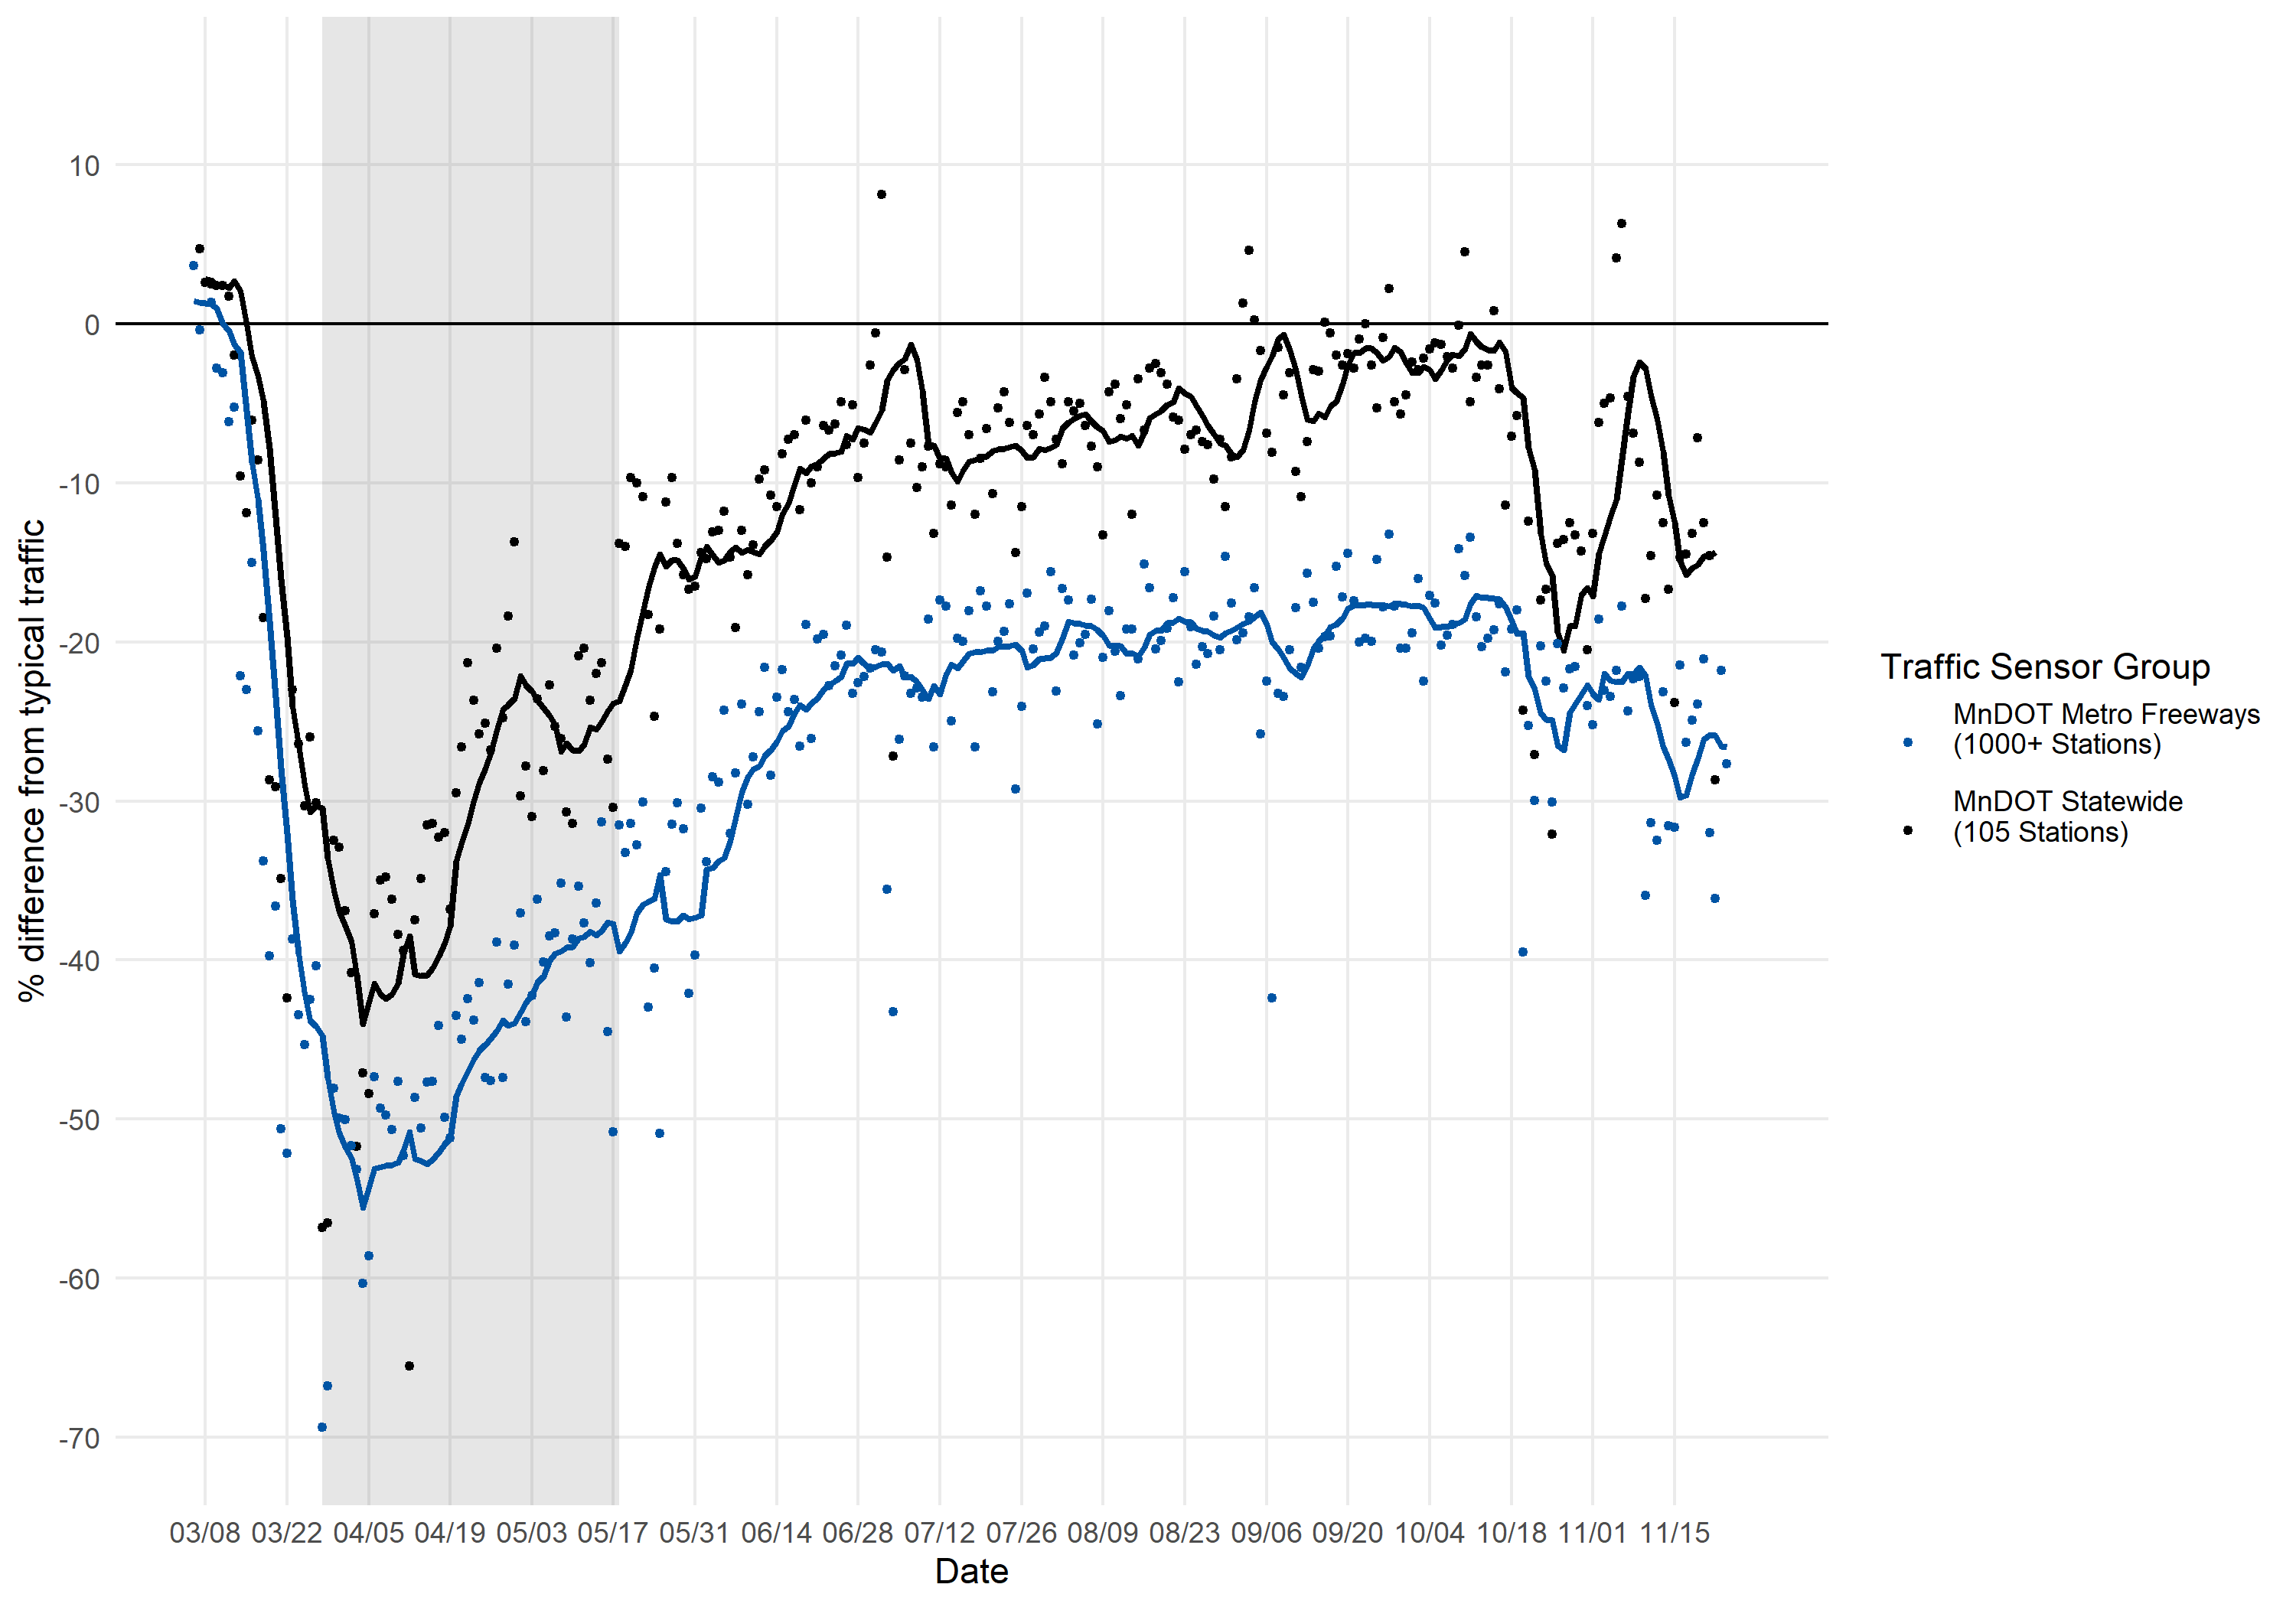 10
0
-10
-20
-30
-40
-50
-60
-70
% difference from typical traffic
03/08 03/22 04/05 04/19 05/03 05/17 05/31 06/14 06/28 07/12 07/26 08/09 08/23 09/06 09/20 10/04 10/18 11/01 11/15
Date
Traffic Sensor Group
MnDOT Metro Freeways
(1000+ Stations)
MnDOT Statewide
(105 Stations)